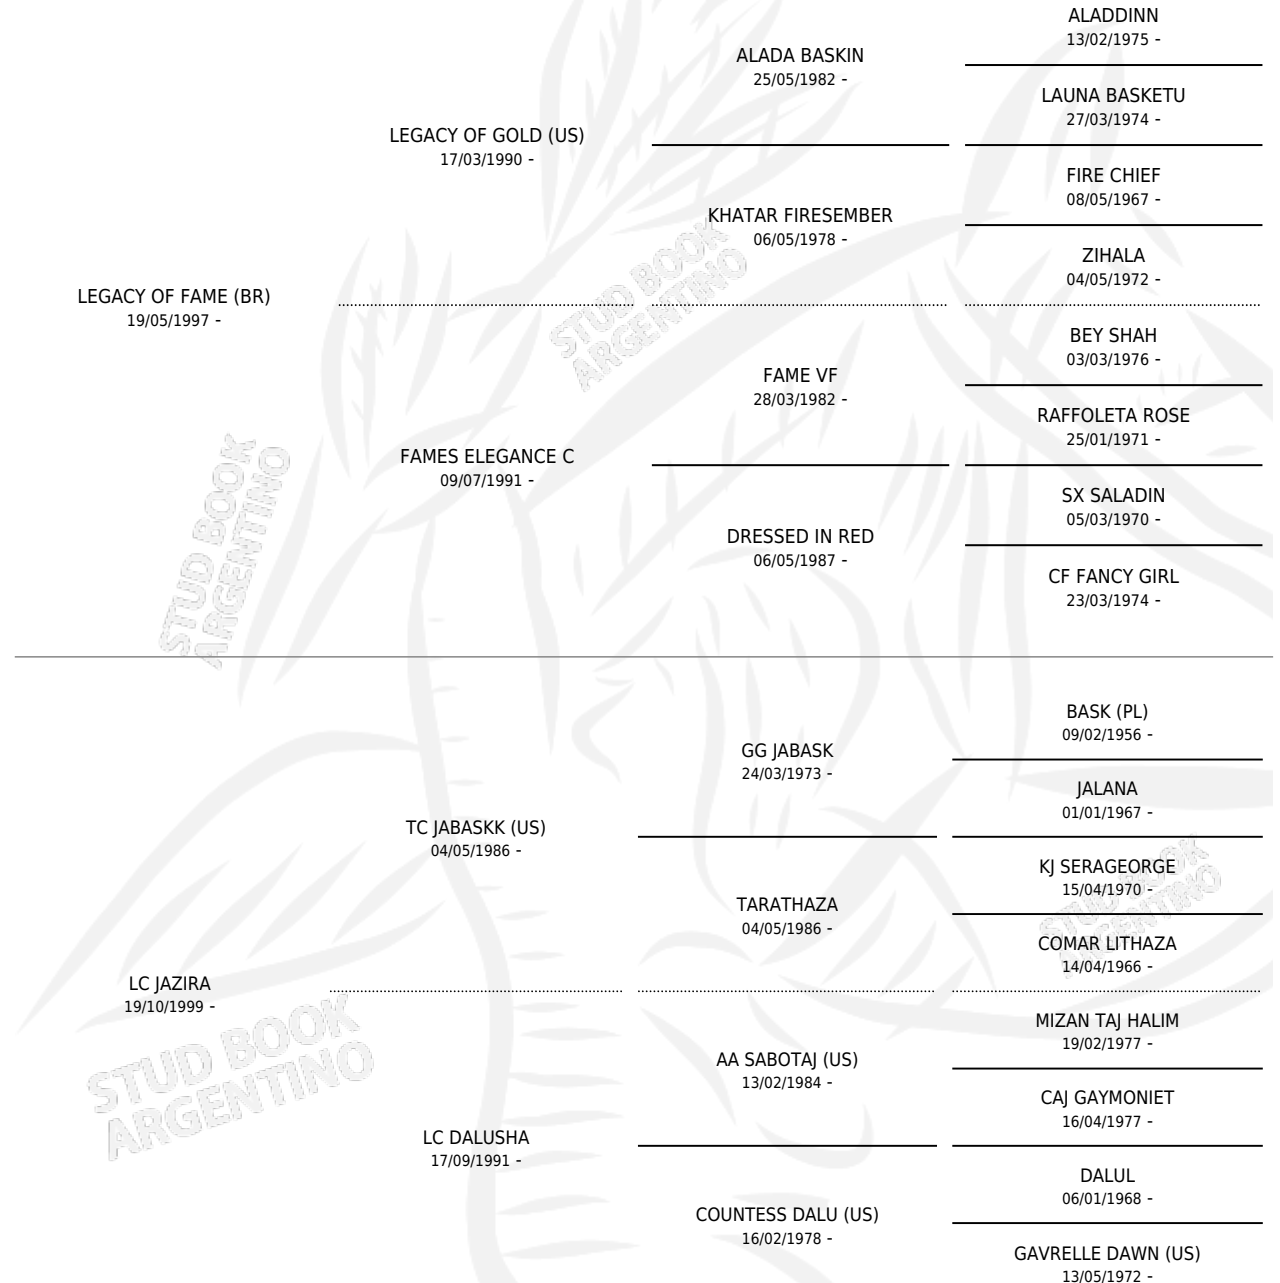 ALADDINN
13/02/1975 -
ALADA BASKIN
25/05/1982 -
LAUNA BASKETU
27/03/1974 -
LEGACY OF GOLD (US)
17/03/1990 -
FIRE CHIEF
08/05/1967 -
KHATAR FIRESEMBER
06/05/1978 -
ZIHALA
04/05/1972 -
LEGACY OF FAME (BR)
19/05/1997 -
STUD BOOK
ARGENTINO
BEY SHAH
03/03/1976 -
FAME VF
28/03/1982 -
RAFFOLETA ROSE
25/01/1971 -
FAMES ELEGANCE C
09/07/1991 -
SX SALADIN
05/03/1970 -
DRESSED IN RED
06/05/1987 -
CF FANCY GIRL
23/03/1974 -
STUD BOOK
ARGENTINO
BASK (PL)
09/02/1956 -
GG JABASK
24/03/1973 -
JALANA
01/01/1967 -
TC JABASKK (US)
04/05/1986 -
KJ SERAGEORGE
15/04/1970 -
TARATHAZA
04/05/1986 -
COMAR LITHAZA
14/04/1966 -
STUD BOOK
ARGENTINO
LC JAZIRA
19/10/1999 -
MIZAN TAJ HALIM
19/02/1977 -
AA SABOTAJ (US)
13/02/1984 -
CAJ GAYMONIET
16/04/1977 -
STUD BOOK
ARGENTINO
LC DALUSHA
17/09/1991 -
DALUL
06/01/1968 -
COUNTESS DALU (US)
16/02/1978 -
GAVRELLE DAWN (US)
13/05/1972 -